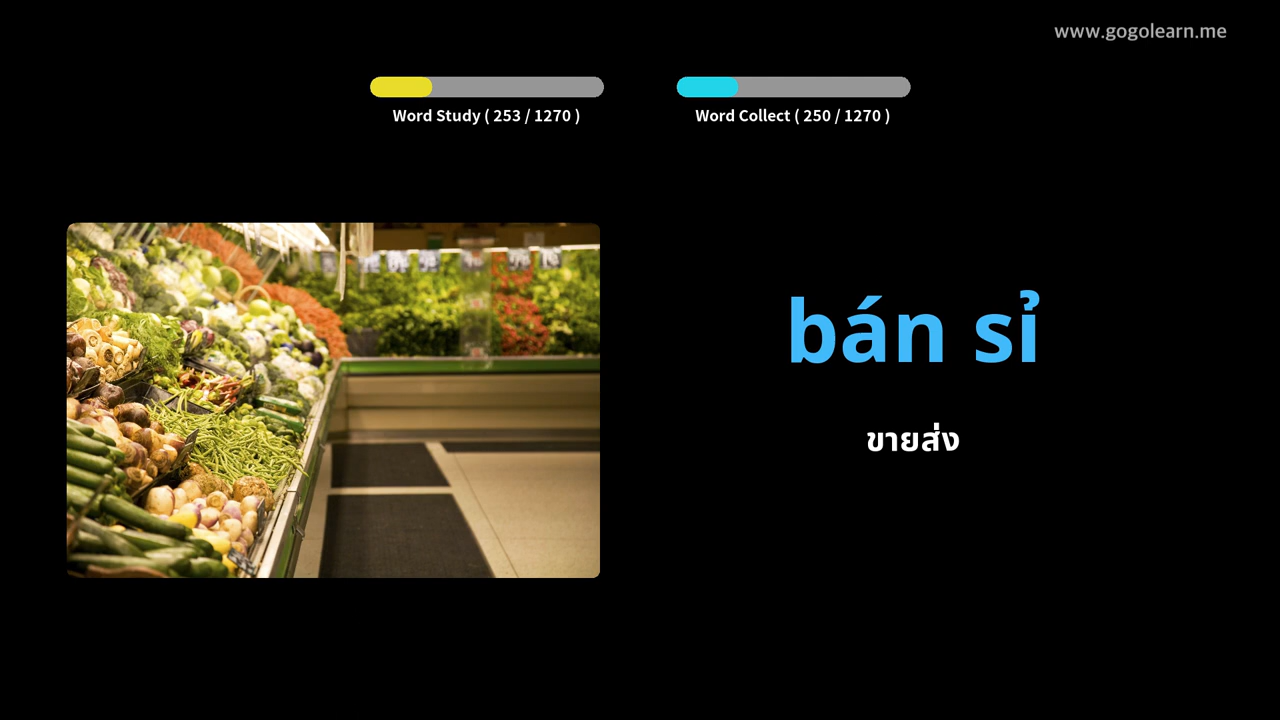 www.gogolearn.me
Word Study ( 253 / 1270 )
Word Collect ( 250 / 1270 )
bán sỉ
ขายส่ง